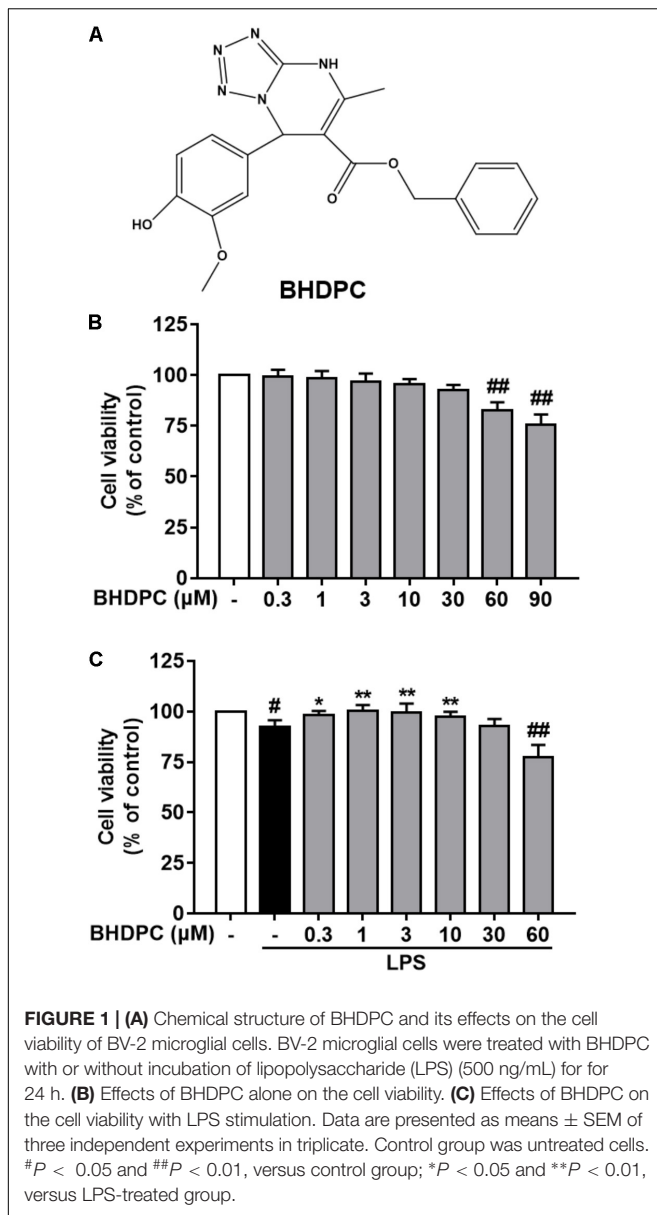 A
N
N
N
N
N
NH
O
O
HO
O
BHDPC
B
125
100
75
50
25
0
Cell viability
(% of control)
##
##
BHDPC (µM) - 0.3 1 3 10 30 60 90
C
125
100
75
50
25
0
Cell viability
(% of control)
#
*
**
**
**
##
BHDPC (µM) - - 0.3 1 3 10 30 60
LPS
FIGURE 1 | (A) Chemical structure of BHDPC and its effects on the cell
viability of BV-2 microglial cells. BV-2 microglial cells were treated with BHDPC
with or without incubation of lipopolysaccharide (LPS) (500 ng/mL) for for
24 h. (B) Effects of BHDPC alone on the cell viability. (C) Effects of BHDPC on
the cell viability with LPS stimulation. Data are presented as means ± SEM of
three independent experiments in triplicate. Control group was untreated cells.
#P < 0.05 and ##P < 0.01, versus control group; *P < 0.05 and **P < 0.01,
versus LPS-treated group.